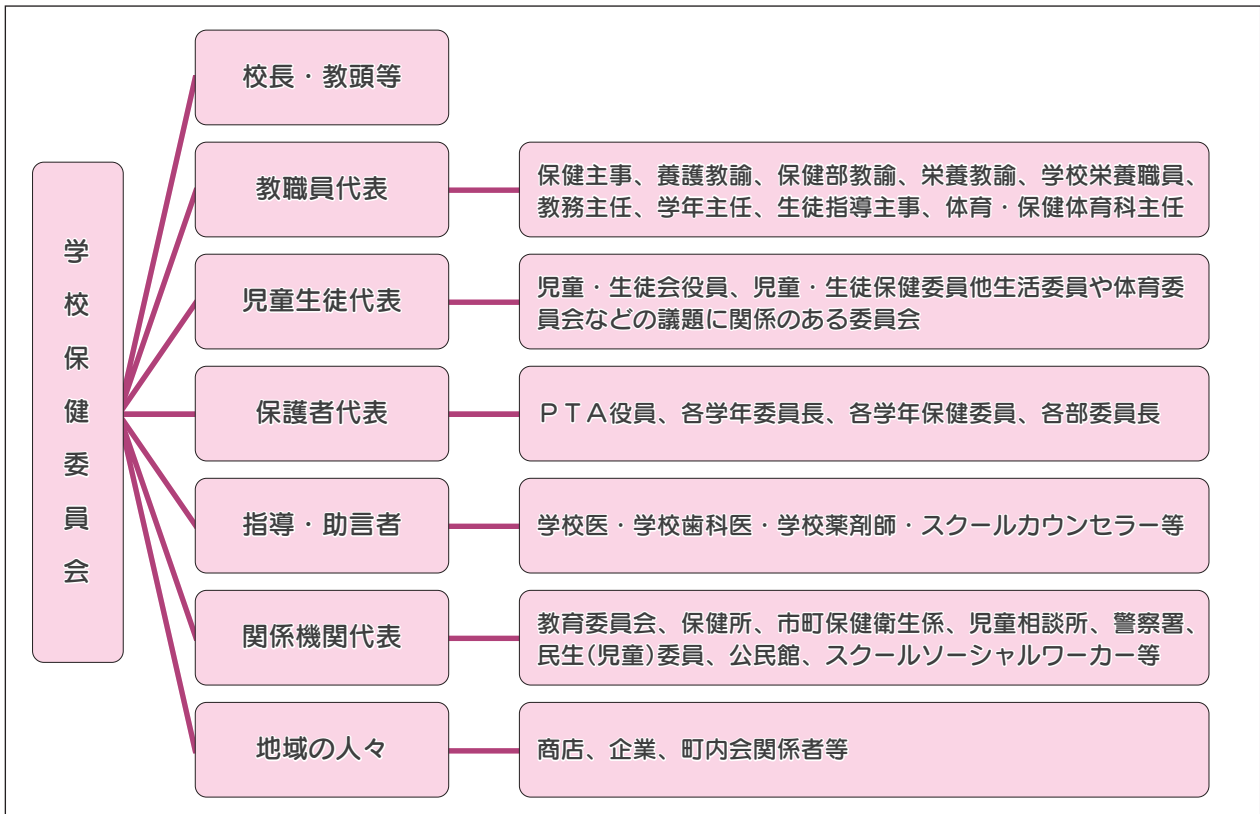 学校保健委員会
校長・教頭等
教職員代表
保健主事、養護教諭、保健部教諭、栄養教諭、学校栄養職員、
教務主任、学年主任、生徒指導主事、体育・保健体育科主任
児童生徒代表
児童・生徒会役員、児童・生徒保健委員他生活委員や体育委
員会などの議題に関係のある委員会
保護者代表
ＰＴＡ役員、各学年委員長、各学年保健委員、各部委員長
指導・助言者
学校医・学校歯科医・学校薬剤師・スクールカウンセラー等
関係機関代表
教育委員会、保健所、市町保健衛生係、児童相談所、警察署、
民生(児童)委員、公民館、スクールソーシャルワーカー等
地域の人々
商店、企業、町内会関係者等